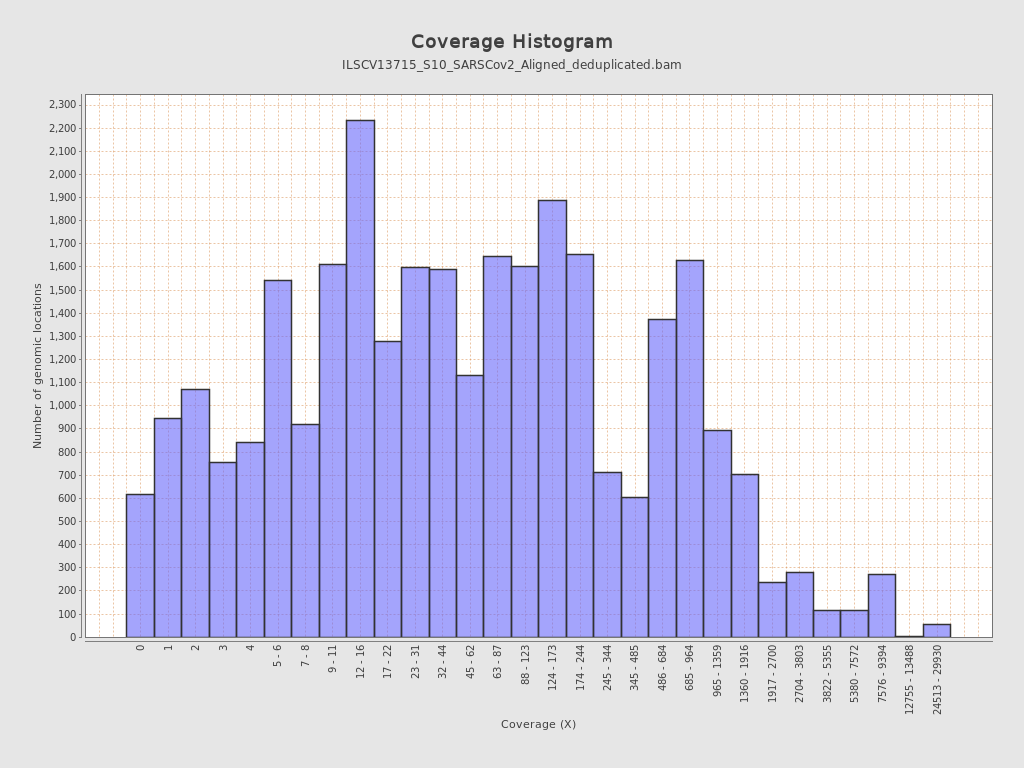 Coverage Histogram
ILSCV13715_S10_SARSCov2_Aligned_deduplicated.bam
Number of genomic locations
2,300
2,200
2,100
2,000
1,900
1,800
1,700
1,600
1,500
1,400
1,300
1,200
1,100
1,000
900
800
700
600
500
400
300
200
100
0
0
1
2
3
4
5 - 6
7 - 8
9 - 11
12 - 16
17 - 22
23 - 31
32 - 44
45 - 62
63 - 87
88 - 123
124 - 173
174 - 244
245 - 344
345 - 485
486 - 684
685 - 964
965 - 1359
1360 - 1916
1917 - 2700
2704 - 3803
3822 - 5355
5380 - 7572
7576 - 9394
12755 - 13488
24513 - 29930
Coverage (X)